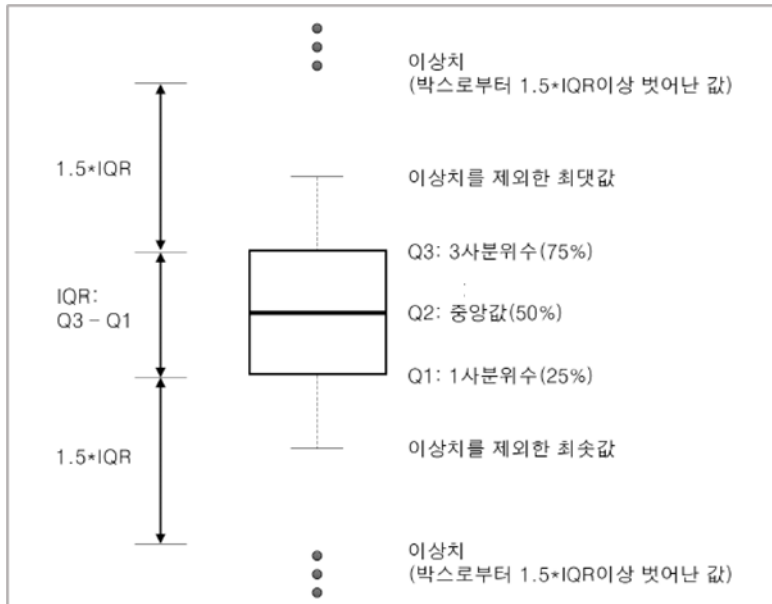 이상치
(박스로부터 1.5*IQR이상 벗어난 값)
1.5*IQR
이상치를 제외한 최댓값
Q3: 3사분위수(75%)
IQR:
Q3 - Q1
Q2: 중앙값(50%)
Q1: 1사분위수(25%)
이상치를 제외한 최솟값
1.5*IQR
이상치
(박스로부터 1.5*IQR이상 벗어난 값)